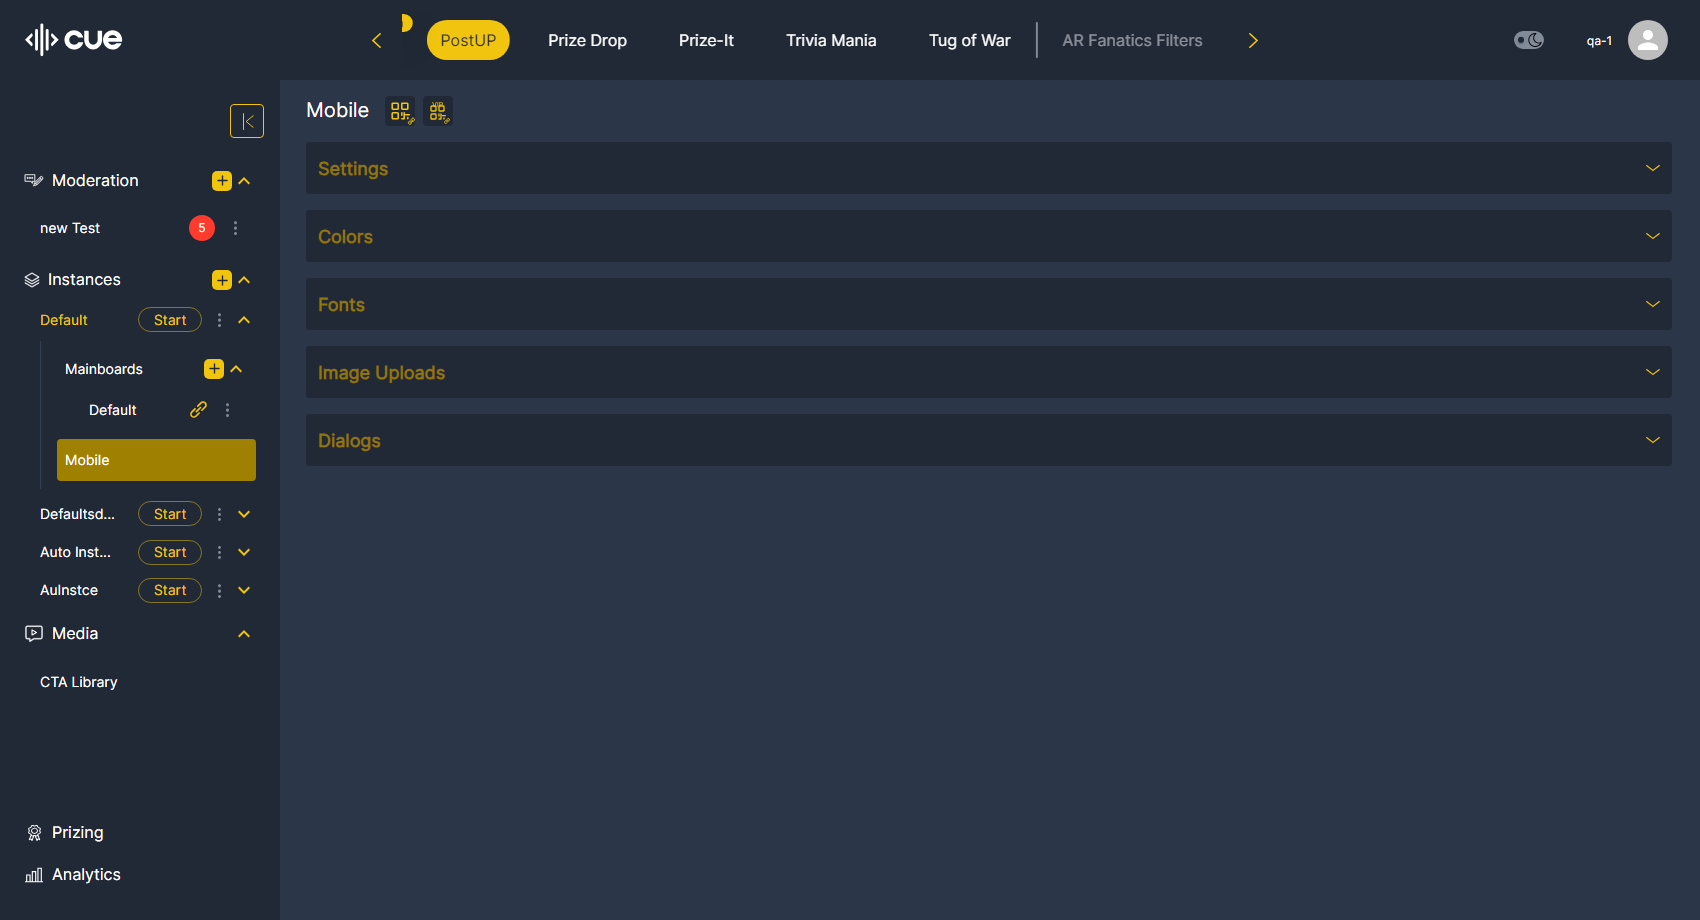 cue
PostUP
Prize Drop
Prize-It
Trivia Mania
Tug of War
AR Fanatics Filters
qa-1
Mobile
VIP
Moderation
new Test
5
Instances
Default
Start
Mainboards
Default
Mobile
Defaultsd...
Start
Auto Inst...
Start
AuInstce
Start
Media
CTA Library
Prizing
Analytics
Settings
Colors
Fonts
Image Uploads
Dialogs